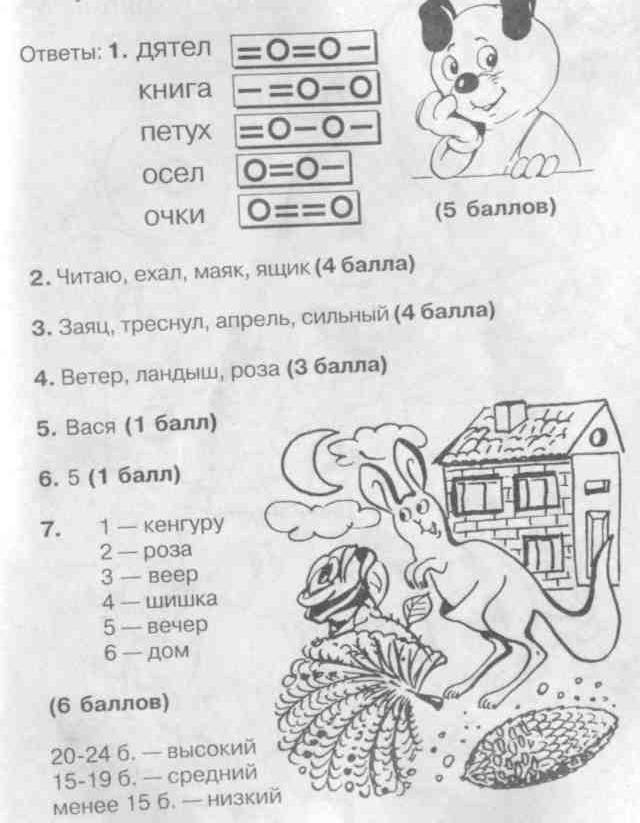 Ответы: 1. дятел =О=О–
книга –=О–О
петух =О–О–
осел О=О–
очки О==О
(5 баллов)
2. Читаю, ехал, маяк, ящик (4 балла)
3. Заяц, треснул, апрель, сильный (4 балла)
4. Ветер, ландыш, роза (3 балла)
5. Вася (1 балл)
6. 5 (1 балл)
7. 1 — кенгуру
2 — роза
3 — веер
4 — шишка
5 — вечер
6 — дом
(6 баллов)
20-24 б. — высокий
15-19 б. — средний
менее 15 б. — низкий